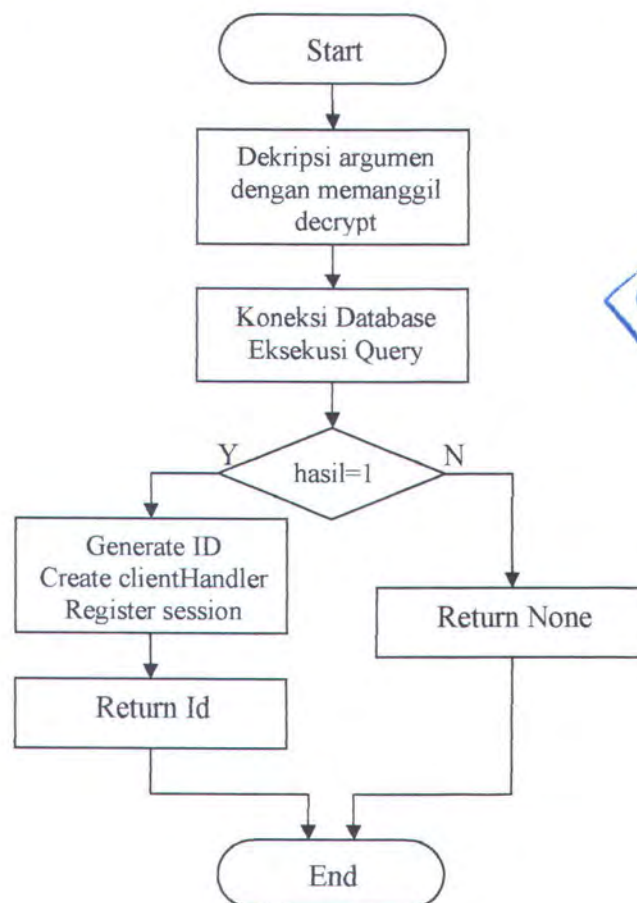 Start
Dekripsi argumen
dengan memanggil
decrypt
Koneksi Database
Eksekusi Query
Y
hasil=1
N
Generate ID
Create clientHandler
Register session
Return None
Return Id
End